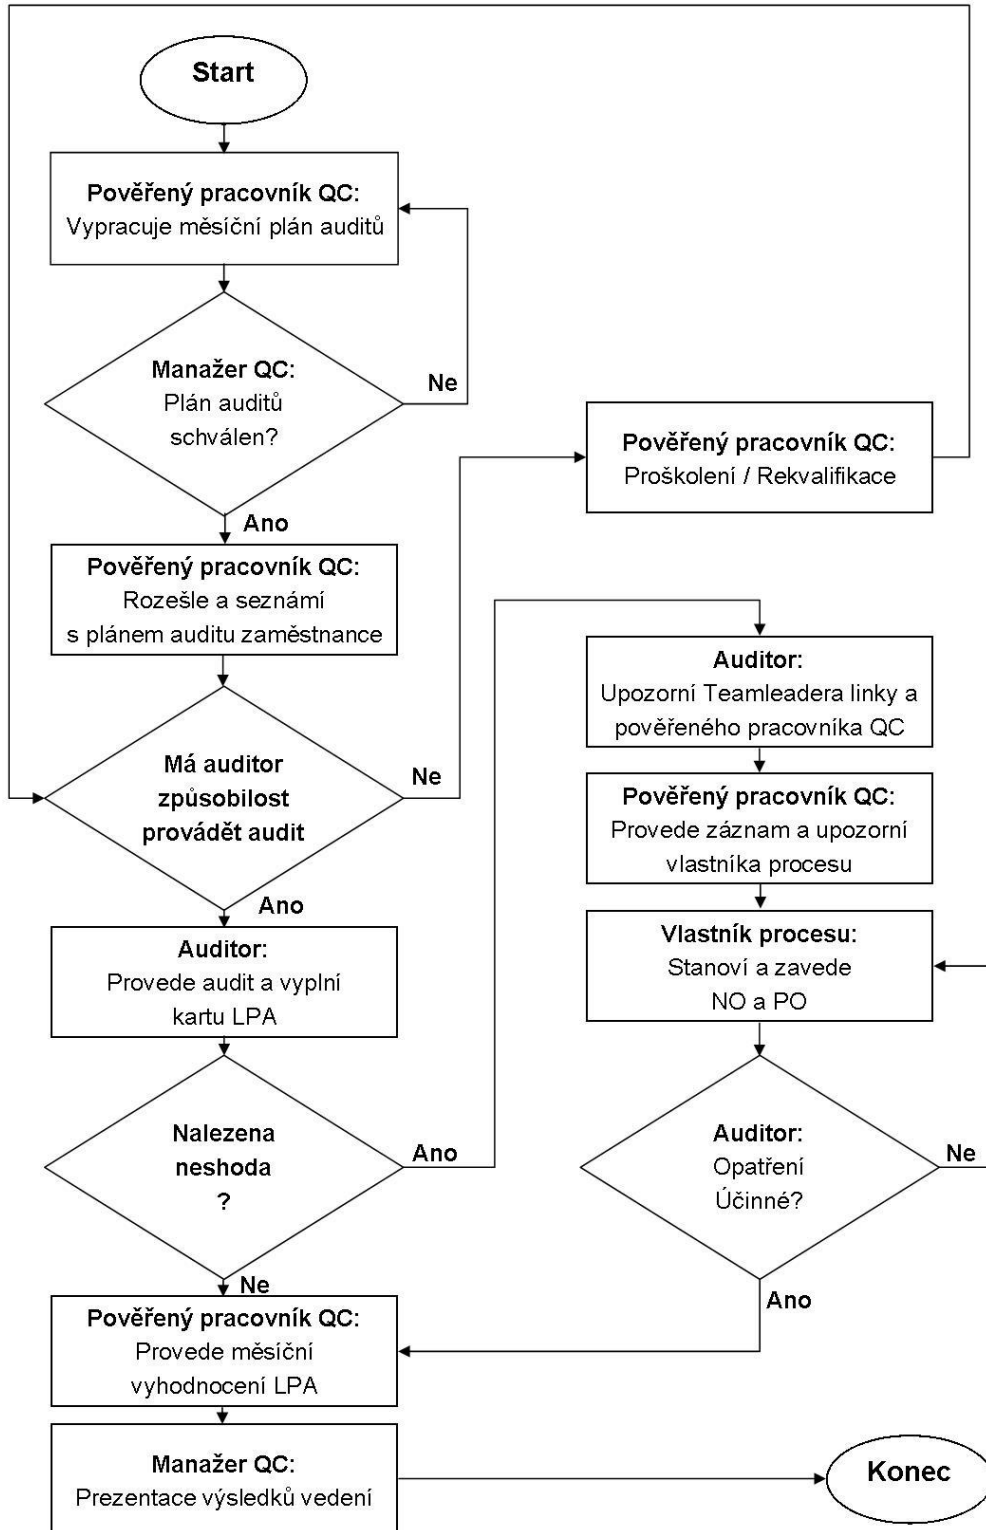 Start
Pověřený pracovník QC:
Vypracuje měsíční plán auditů
Manažer QC:
Plán auditů
schválen?
Ne
Ano
Pověřený pracovník QC:
Proškolení / Rekvalifikace
Pověřený pracovník QC:
Rozešle a seznámí
s plánem auditu zaměstnance
Má auditor
způsobilost
provádět audit
Ne
Ano
Auditor:
Provede audit a vyplní
kartu LPA
Nalezena
neshoda
?
Ano
Ne
Auditor:
Upozorní Teamleadera linky a
pověřeného pracovníka QC
Pověřený pracovník QC:
Provede záznam a upozorní
vlastníka procesu
Vlastník procesu:
Stanoví a zavede
NO a PO
Auditor:
Opatření
Účinné?
Ne
Ano
Pověřený pracovník QC:
Provede měsíční
vyhodnocení LPA
Manažer QC:
Prezentace výsledků vedení
Konec